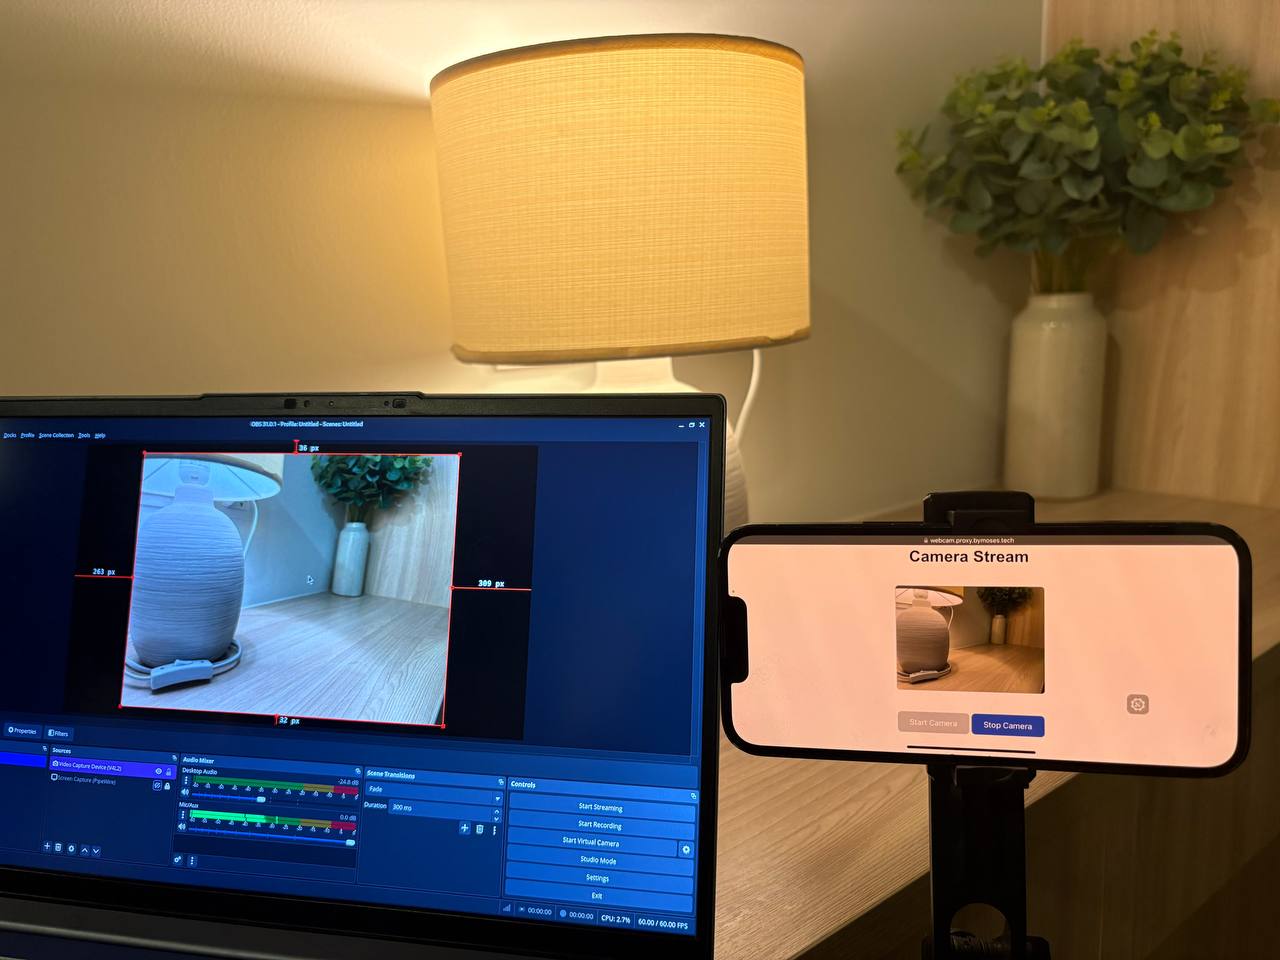 OBS 31.0.1 - Profile: Untitled - Scenes: Untitled
Docks Profile Scene Collection Tools Help
36 px
263 px
309 px
32 px
Properties Filters
Sources
Video Capture Device (V4L2)
Screen Capture (PipeWire)
Audio Mixer
Desktop Audio
-24.8 dB
Mic/Aux
0.0 dB
Scene Transitions
Fade
Duration 300 ms
Controls
Start Streaming
Start Recording
Start Virtual Camera
Studio Mode
Settings
Exit
00:00:00 00:00:00 CPU: 2.7% 60.00 / 60.00 FPS
webcam.proxy.bymoses.tech
Camera Stream
Start Camera Stop Camera